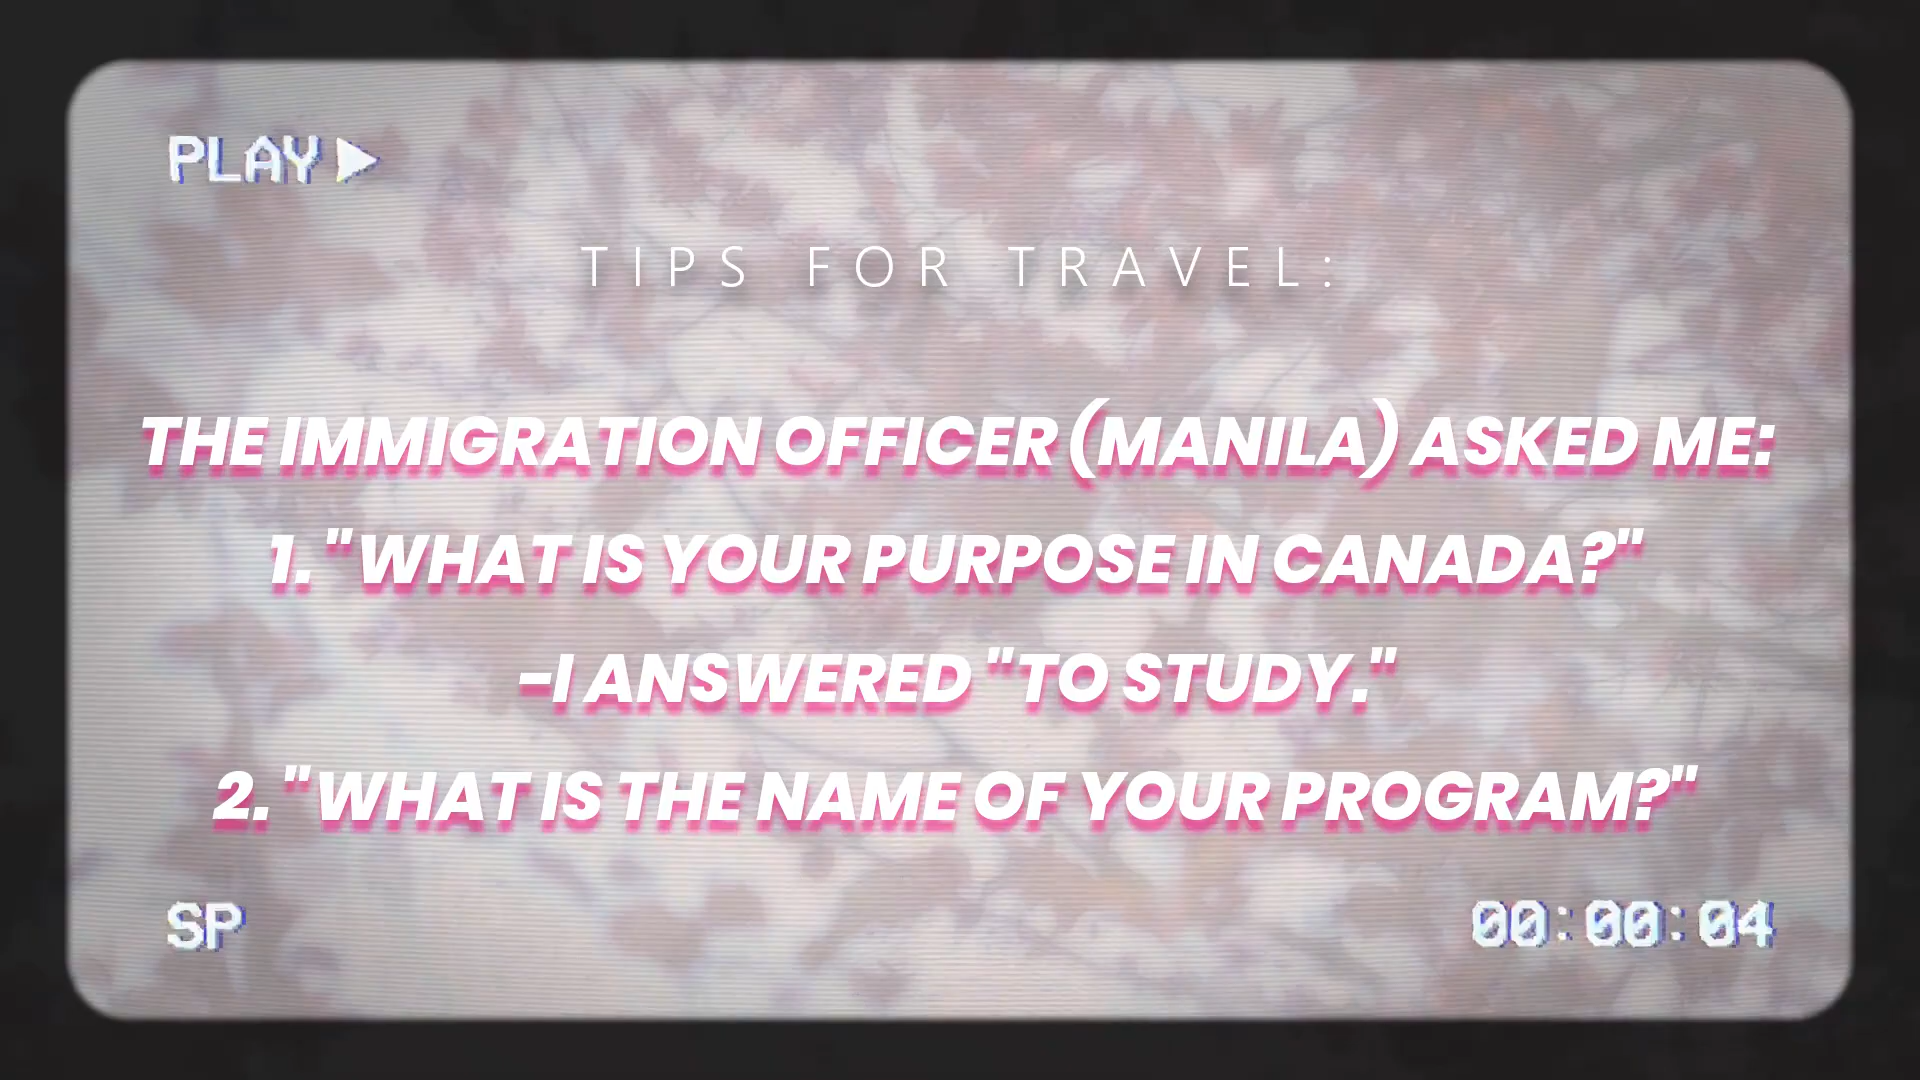 PLAY ▶
TIPS FOR TRAVEL:
THE IMMIGRATION OFFICER (MANILA) ASKED ME:
1. "WHAT IS YOUR PURPOSE IN CANADA?"
-I ANSWERED "TO STUDY."
2. "WHAT IS THE NAME OF YOUR PROGRAM?"
SP
00:00:04